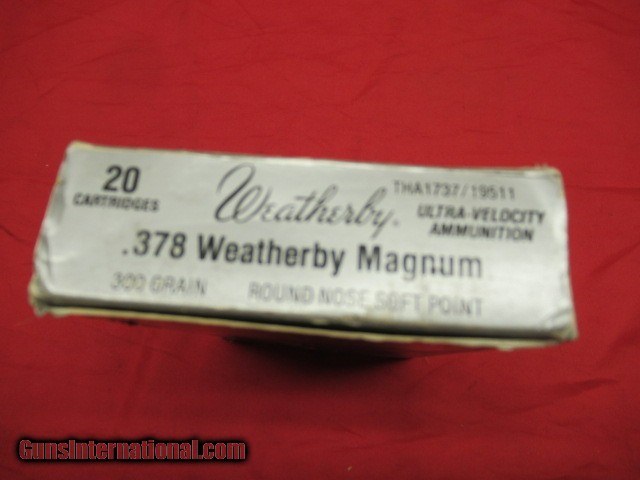 20
CARTRIDGES
Weatherby®
THA1737/19511
ULTRA-VELOCITY
AMMUNITION
.378 Weatherby Magnum
300 GRAIN ROUND NOSE SOFT POINT
GunsInternational.com